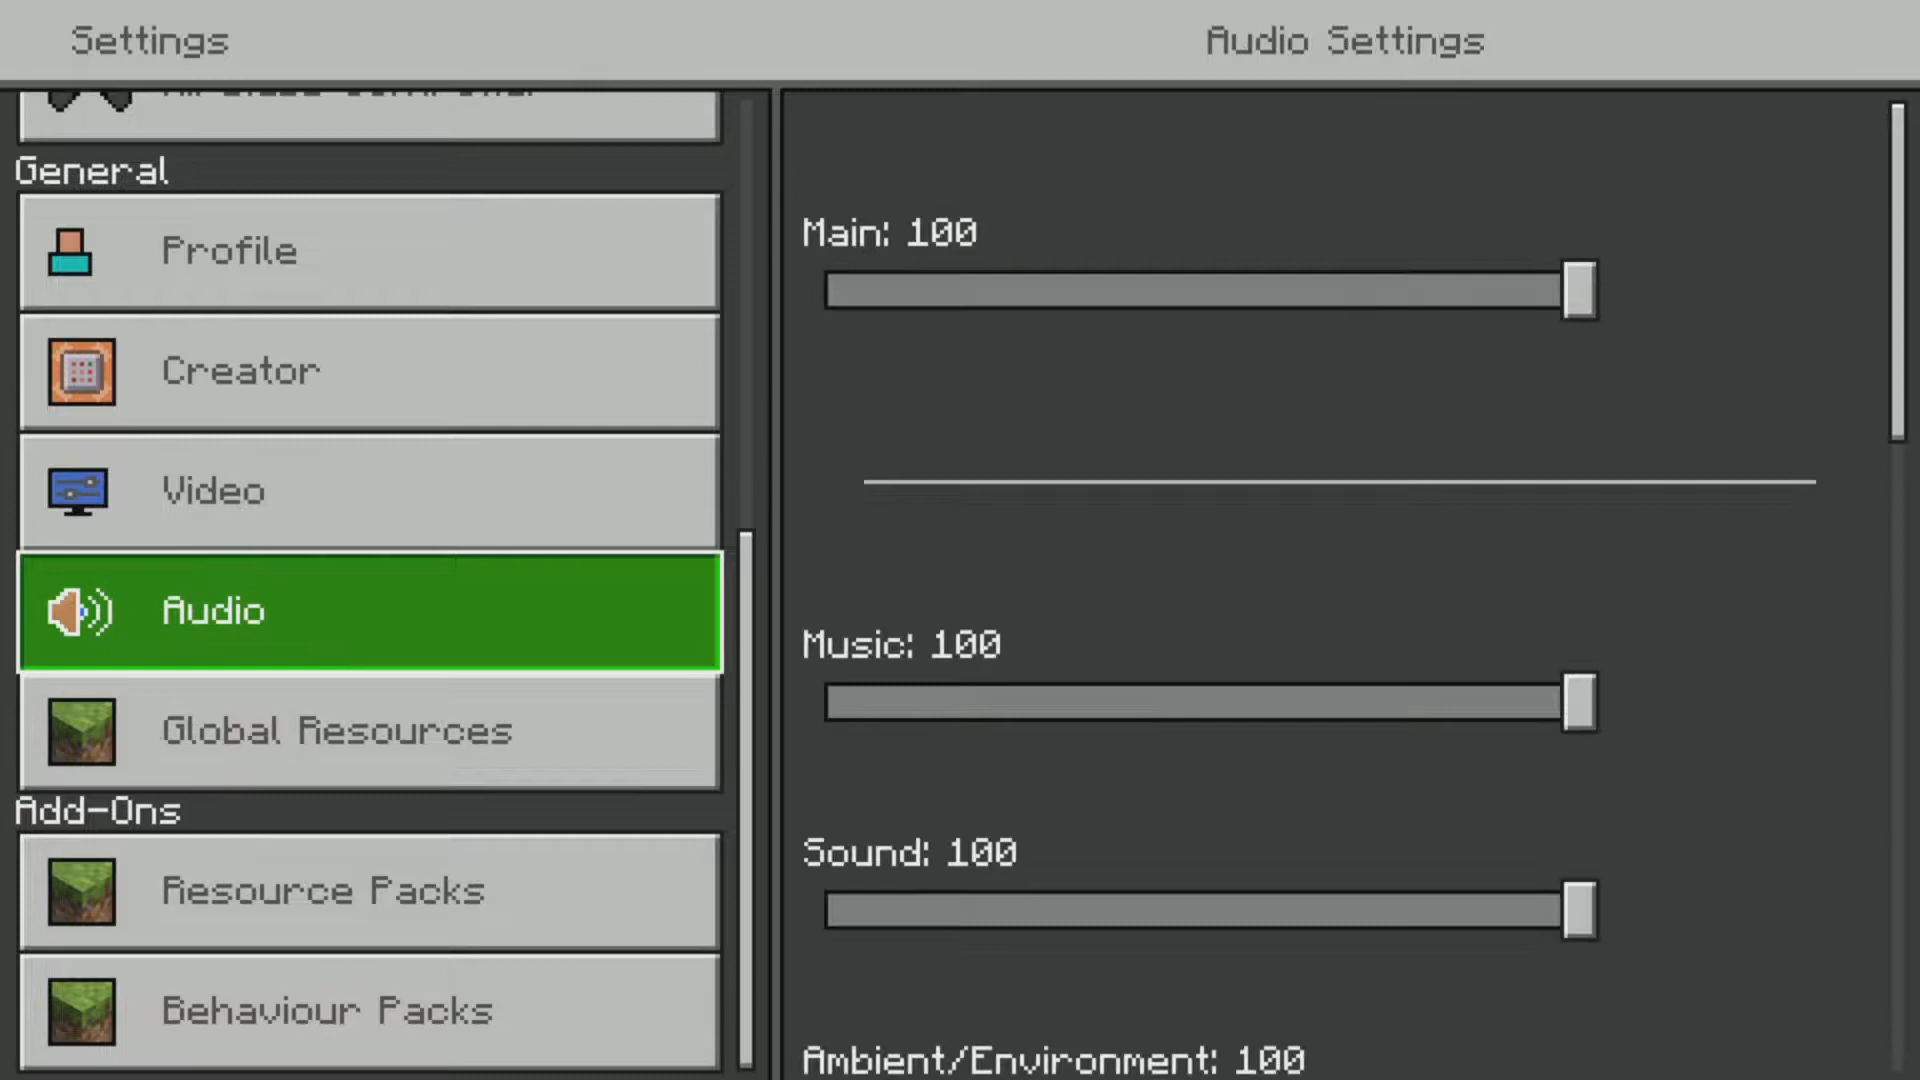 Settings
Audio Settings
General
Profile
Creator
Video
Audio
Global Resources
Add-Ons
Resource Packs
Behaviour Packs
Main: 100
Music: 100
Sound: 100
Ambient/Environment: 100